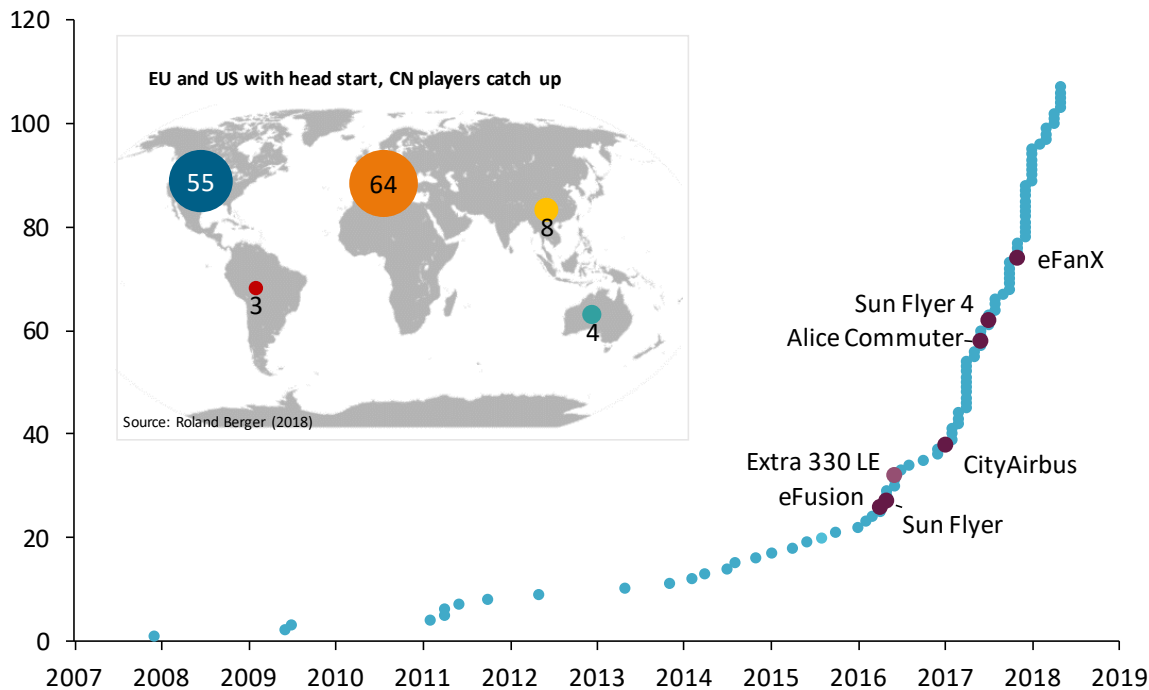 120
100
80
60
40
20
0
EU and US with head start, CN players catch up
55
64
8
3
4
Source: Roland Berger (2018)
eFanX
Sun Flyer 4
Alice Commuter
Extra 330 LE
CityAirbus
eFusion
Sun Flyer
2007 2008 2009 2010 2011 2012 2013 2014 2015 2016 2017 2018 2019